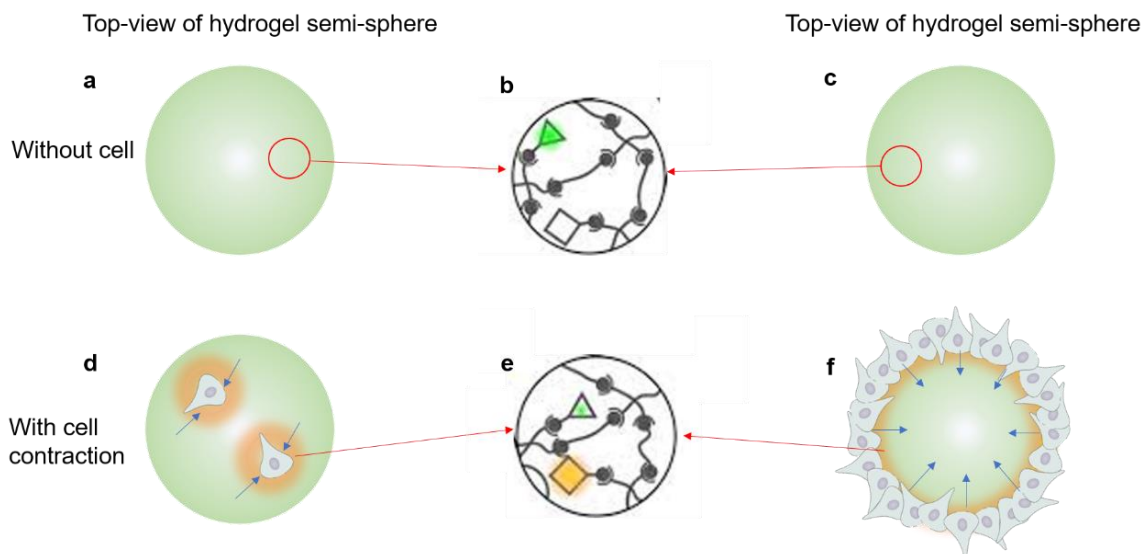 Top-view of hydrogel semi-sphere
Top-view of hydrogel semi-sphere
a
b
c
Without cell
d
e
f
With cell
contraction